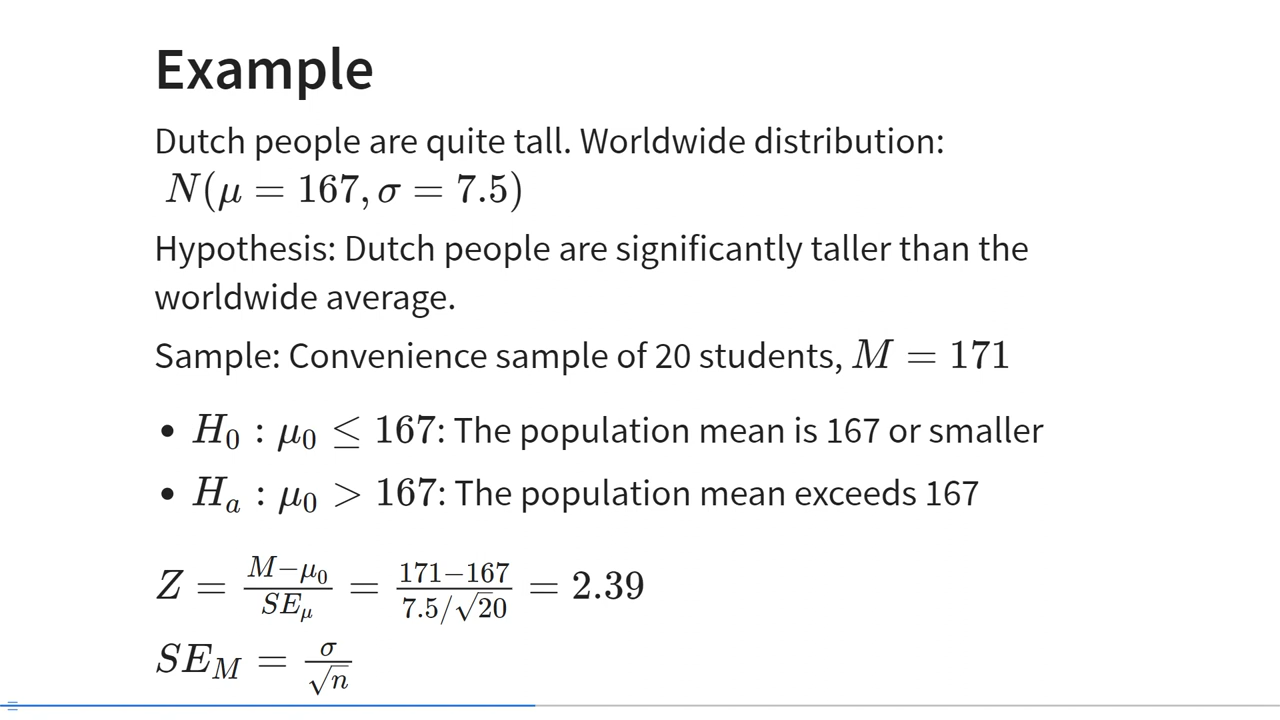 Example
Dutch people are quite tall. Worldwide distribution:
N(μ = 167, σ = 7.5)
Hypothesis: Dutch people are significantly taller than the
worldwide average.
Sample: Convenience sample of 20 students, M = 171
• H₀ : μ₀ ≤ 167: The population mean is 167 or smaller
• Hₐ : μ₀ > 167: The population mean exceeds 167
Z = (M−μ₀)/(SE_μ) = (171−167)/(7.5/√20) = 2.39
SE_M = σ/√n